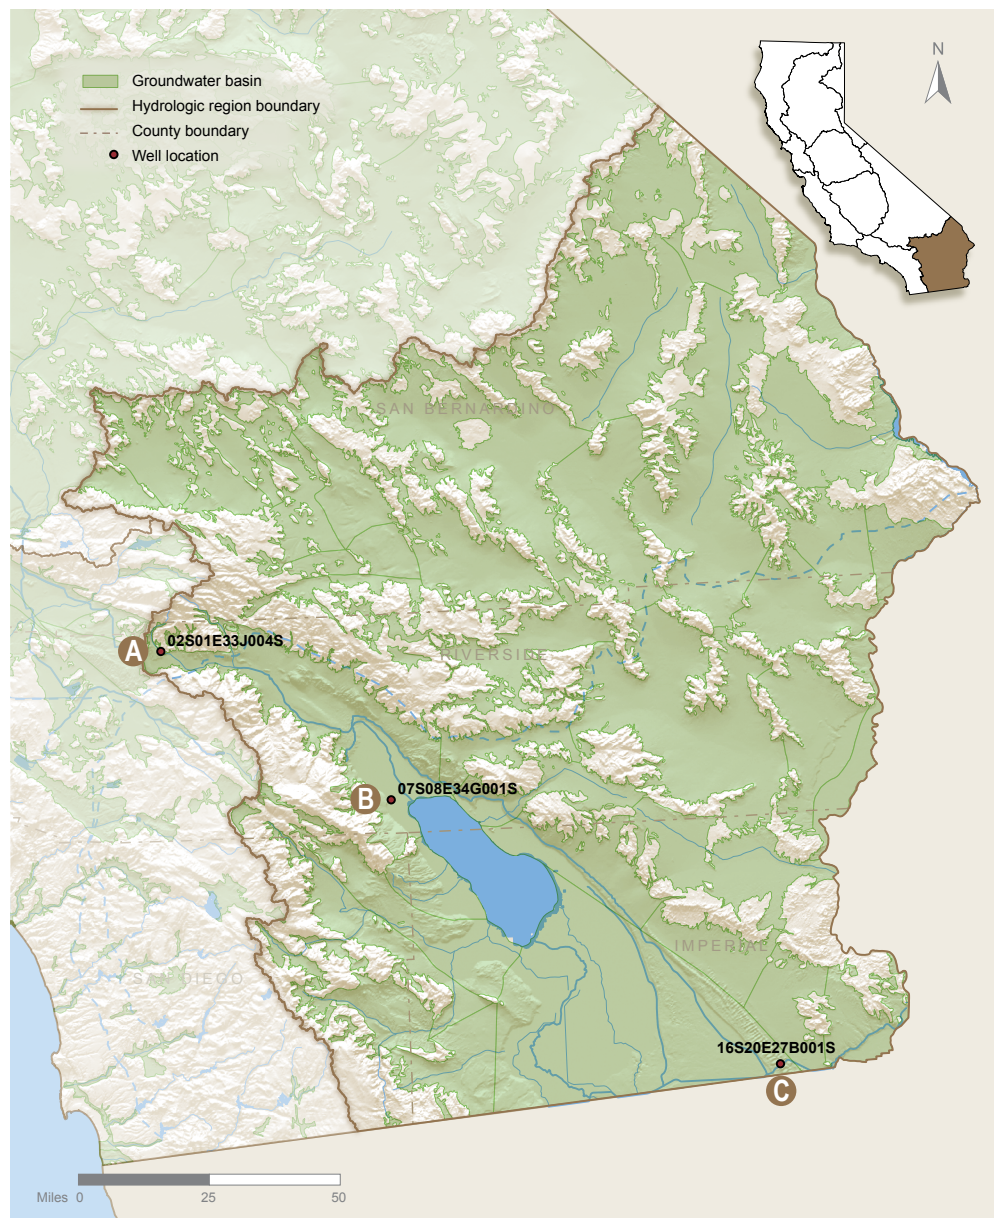 Groundwater basin
Hydrologic region boundary
County boundary
Well location
N
SAN BERNARDINO
A
02S01E33J004S
RIVERSIDE
B
07S08E34G001S
IMPERIAL
SAN DIEGO
16S20E27B001S
C
Miles 0 25 50